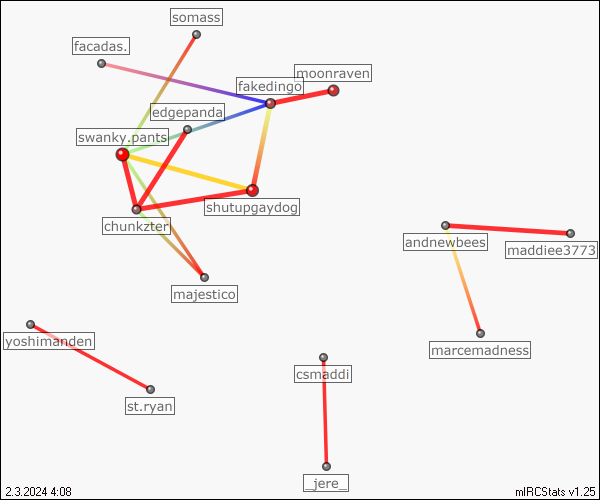 somass
facadas.
moonraven
fakedingo
edgepanda
swanky.pants
shutupgaydog
chunkzter
andnewbees
maddiee3773
majestico
yoshimanden
marcemadness
csmaddi
st.ryan
_jere_
2.3.2024 4:08
mIRCStats v1.25